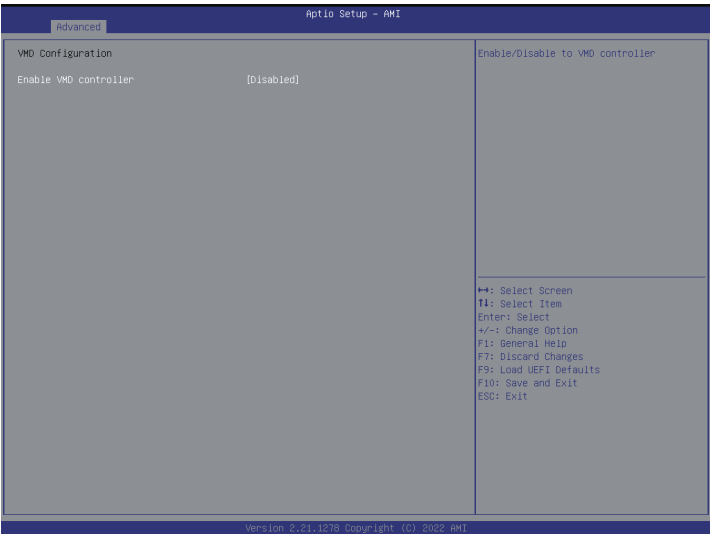 Aptio Setup – AMI
Advanced
VMD Configuration
Enable VMD controller [Disabled]
Enable/Disable to VMD controller
→←: Select Screen
↑↓: Select Item
Enter: Select
+/-: Change Option
F1: General Help
F7: Discard Changes
F9: Load UEFI Defaults
F10: Save and Exit
ESC: Exit
Version 2.21.1278 Copyright (C) 2022 AMI